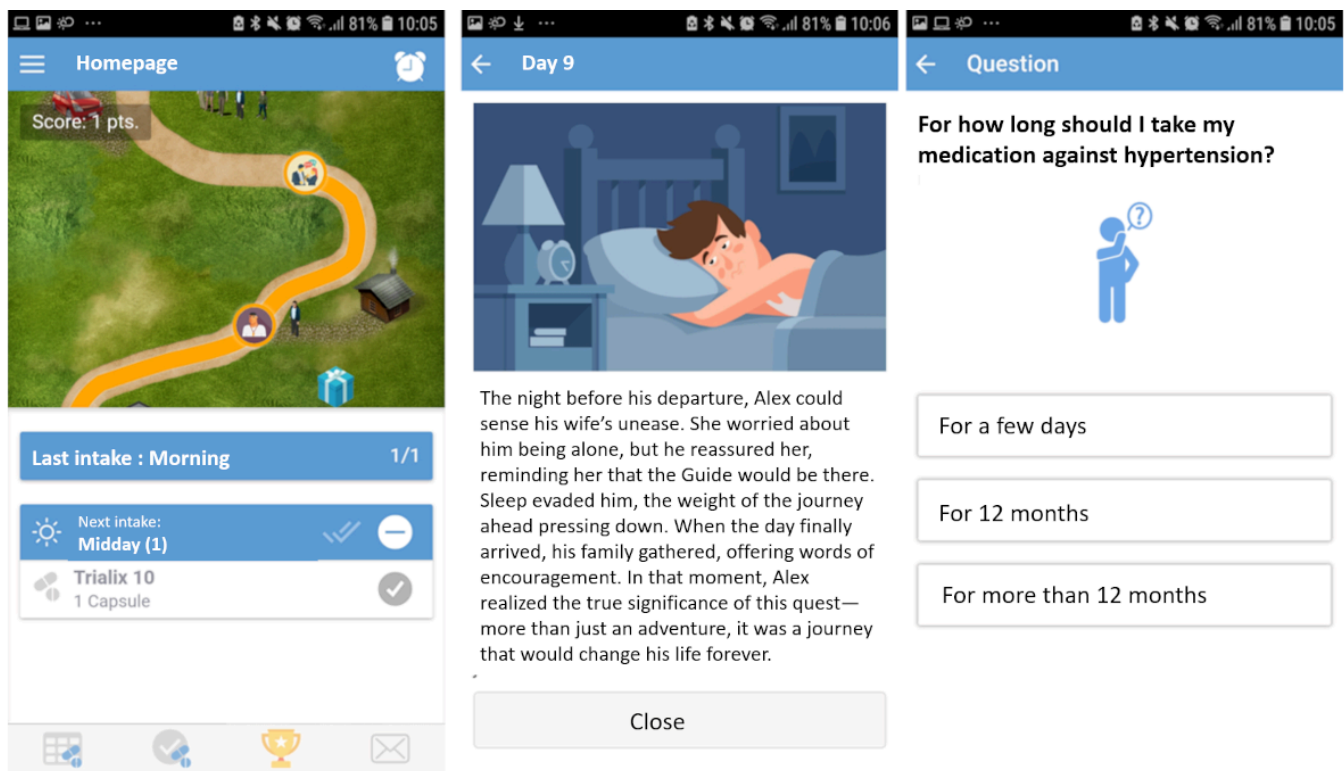 81% 10:05
Homepage
Score: 1 pts.
Last intake : Morning 1/1
Next intake:
Midday (1)
Trialix 10
1 Capsule
81% 10:06
Day 9
The night before his departure, Alex could
sense his wife’s unease. She worried about
him being alone, but he reassured her,
reminding her that the Guide would be there.
Sleep evaded him, the weight of the journey
ahead pressing down. When the day finally
arrived, his family gathered, offering words of
encouragement. In that moment, Alex
realized the true significance of this quest—
more than just an adventure, it was a journey
that would change his life forever.
Close
81% 10:05
Question
For how long should I take my
medication against hypertension?
?
For a few days
For 12 months
For more than 12 months